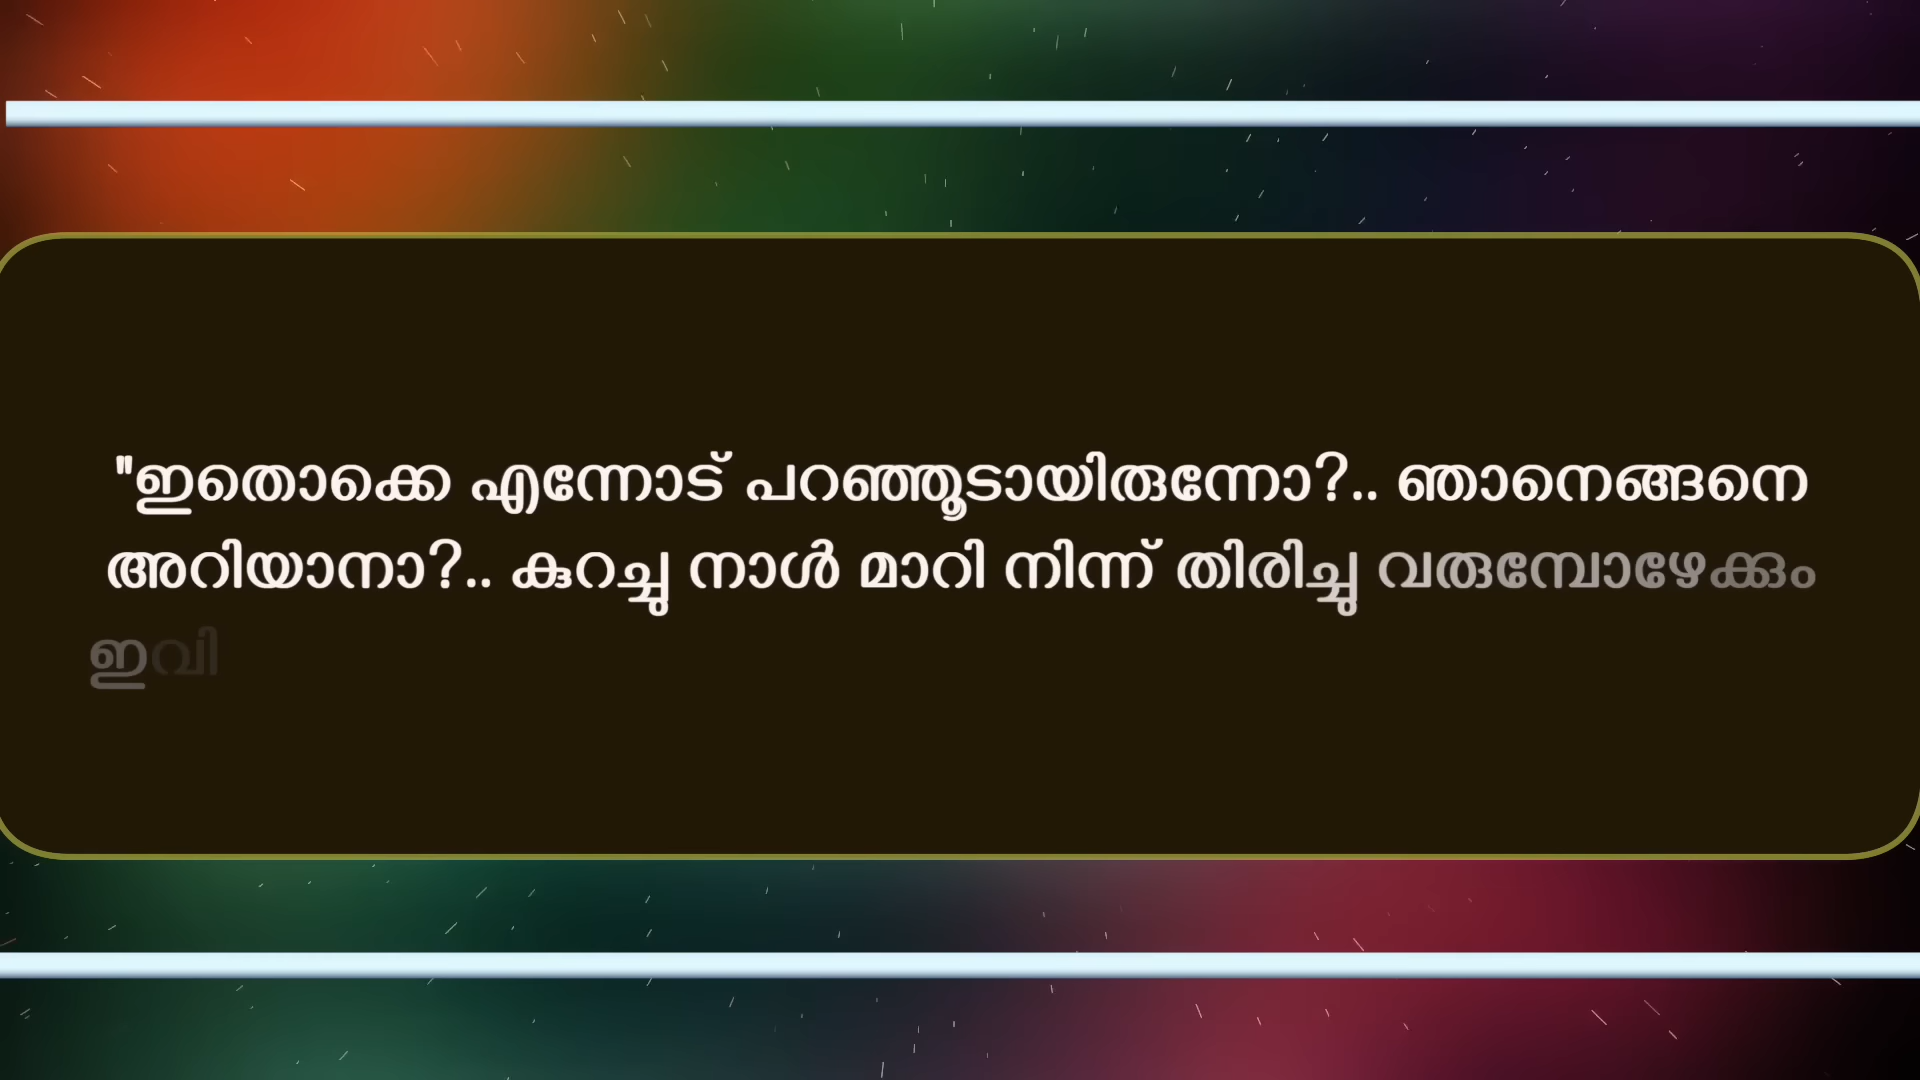 "ഇതൊക്കെ എന്നോട് പറഞ്ഞൂടായിരുന്നോ?.. ഞാനെങ്ങനെ
അറിയാനാ?.. കുറച്ചു നാൾ മാറി നിന്ന് തിരിച്ചു വരുമ്പോഴേക്കും
ഇവി